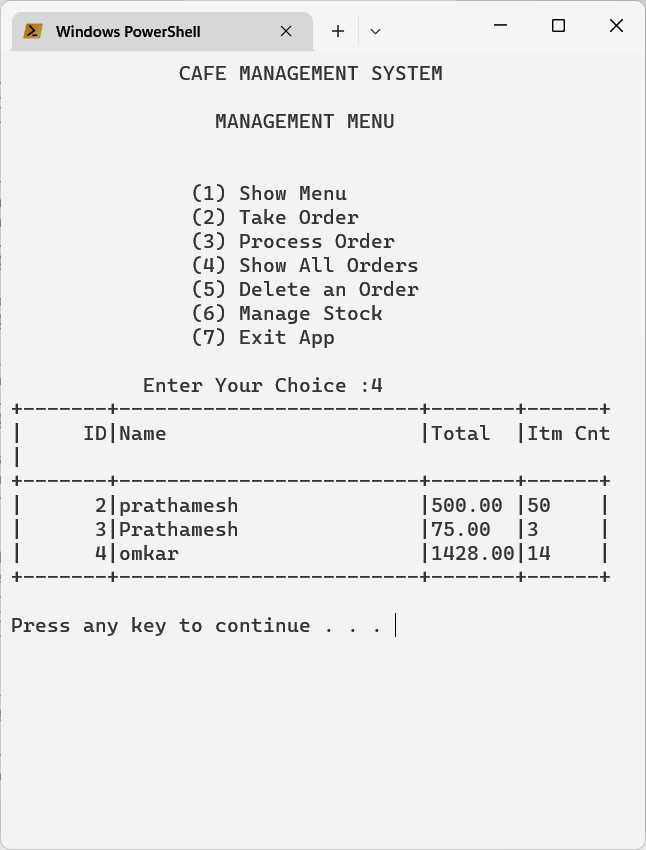 Windows PowerShell
CAFE MANAGEMENT SYSTEM
MANAGEMENT MENU
(1) Show Menu
(2) Take Order
(3) Process Order
(4) Show All Orders
(5) Delete an Order
(6) Manage Stock
(7) Exit App
Enter Your Choice :4
+-------+-------------------------+-------+------+
|     ID|Name                     |Total  |Itm Cnt
|
+-------+-------------------------+-------+------+
|      2|prathamesh               |500.00 |50    |
|      3|Prathamesh               |75.00  |3     |
|      4|omkar                    |1428.00|14    |
+-------+-------------------------+-------+------+
Press any key to continue . . .